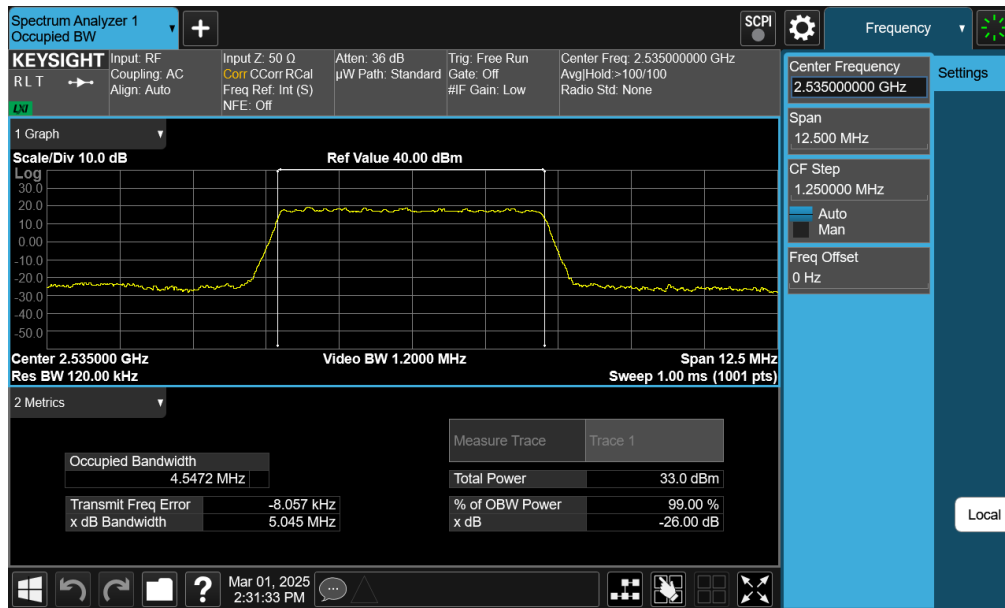 Spectrum Analyzer 1
Occupied BW
+
SCPI
Frequency
KEYSIGHT
RLT
LXI
Input: RF
Coupling: AC
Align: Auto
Input Z: 50 Ω
Corr CCorr RCal
Freq Ref: Int (S)
NFE: Off
Atten: 36 dB
µW Path: Standard
Trig: Free Run
Gate: Off
#IF Gain: Low
Center Freq: 2.535000000 GHz
Avg|Hold:>100/100
Radio Std: None
Center Frequency
2.535000000 GHz
Settings
Span
12.500 MHz
CF Step
1.250000 MHz
Auto
Man
Freq Offset
0 Hz
1 Graph
Scale/Div 10.0 dB
Ref Value 40.00 dBm
Log
30.0
20.0
10.0
0.00
-10.0
-20.0
-30.0
-40.0
-50.0
Center 2.535000 GHz
Video BW 1.2000 MHz
Span 12.5 MHz
Res BW 120.00 kHz
Sweep 1.00 ms (1001 pts)
2 Metrics
Measure Trace
Trace 1
Occupied Bandwidth
4.5472 MHz
Total Power
33.0 dBm
Transmit Freq Error
-8.057 kHz
% of OBW Power
99.00 %
x dB Bandwidth
5.045 MHz
x dB
-26.00 dB
Local
?
Mar 01, 2025
2:31:33 PM